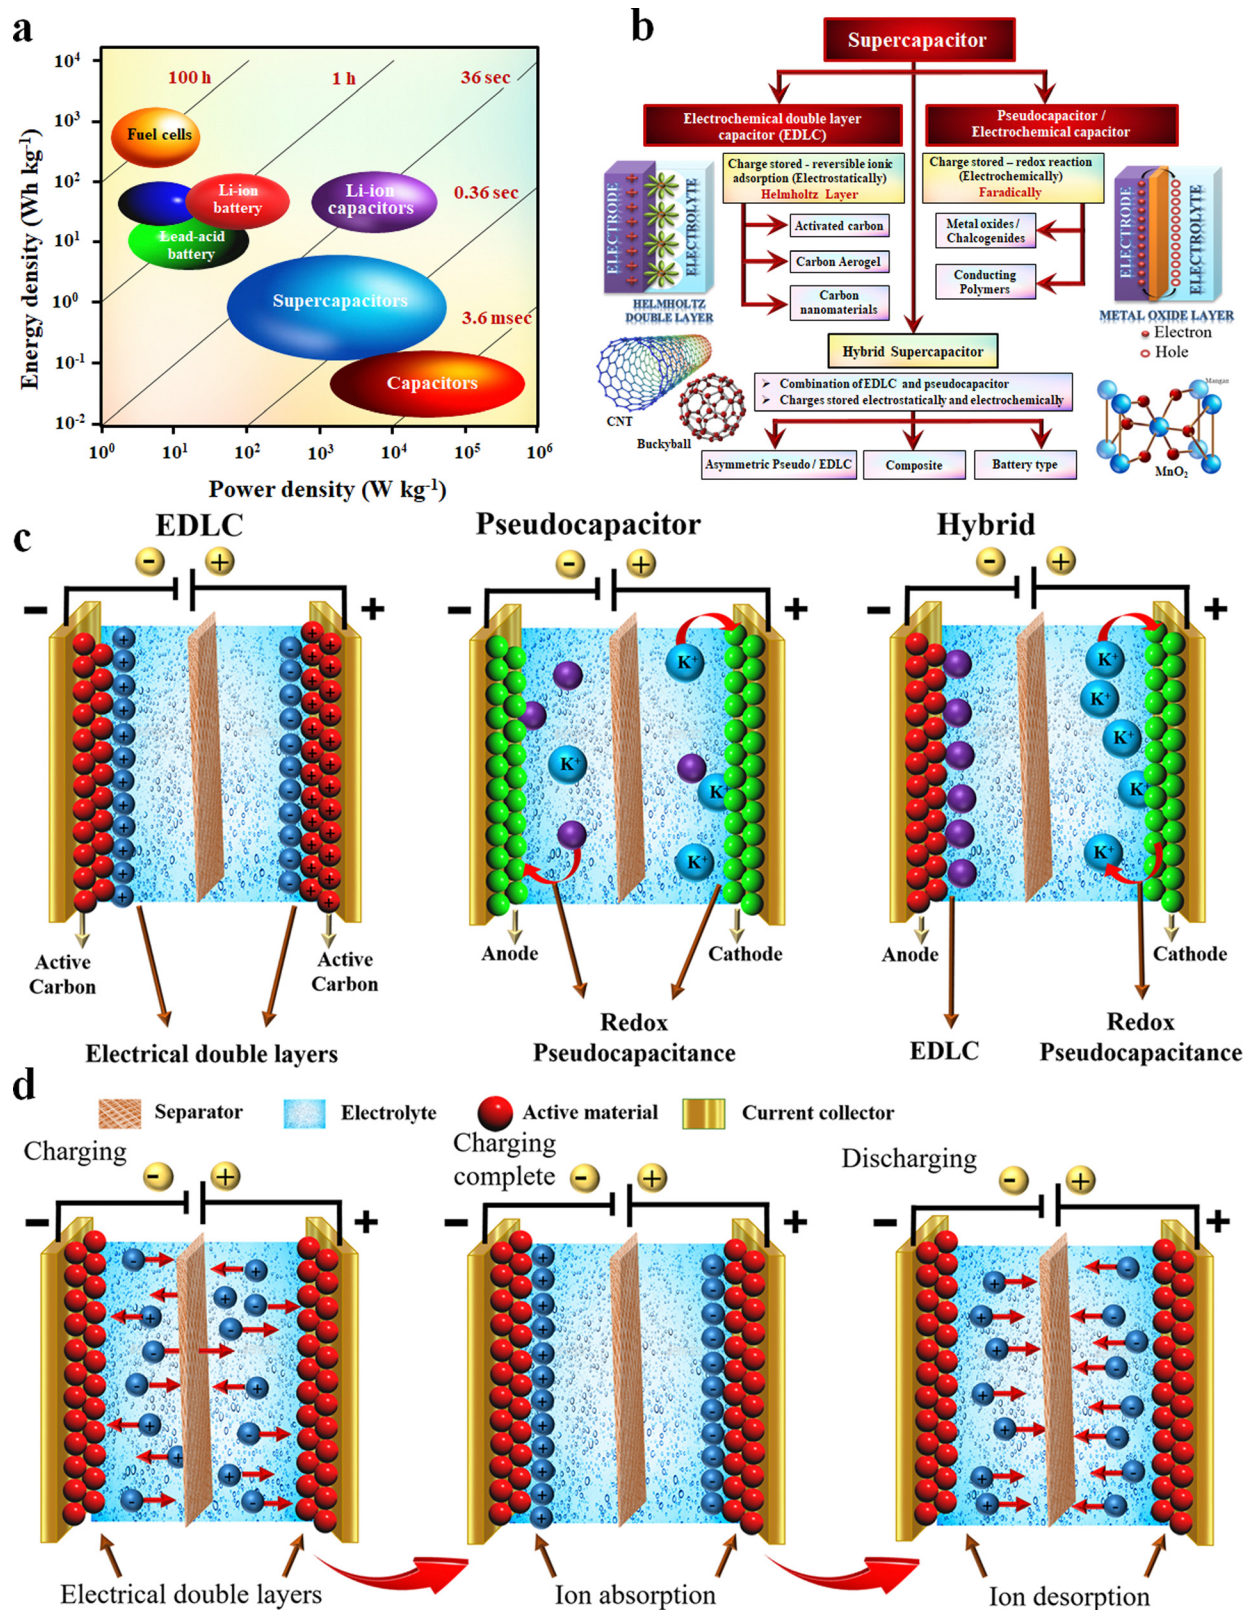 a
Energy density (Wh kg-1)
10⁴
10³
10²
10¹
10⁰
10⁻¹
10⁻²
100 h
1 h
36 sec
0.36 sec
3.6 msec
Fuel cells
Li-ion
battery
Li-ion
capacitors
Lead-acid
battery
Supercapacitors
Capacitors
10⁰
10¹
10²
10³
10⁴
10⁵
10⁶
Power density (W kg-1)
b
Supercapacitor
Electrochemical double layer
capacitor (EDLC)
Pseudocapacitor /
Electrochemical capacitor
Charge stored - reversible ionic
adsorption (Electrostatically)
Helmholtz Layer
Charge stored – redox reaction
(Electrochemically)
Faradically
Activated carbon
Carbon Aerogel
Carbon
nanomaterials
Metal oxides /
Chalcogenides
Conducting
Polymers
ELECTRODE
ELECTROLYTE
HELMHOLTZ
DOUBLE LAYER
ELECTRODE
ELECTROLYTE
METAL OXIDE LAYER
Electron
Hole
Hybrid Supercapacitor
➢ Combination of EDLC and pseudocapacitor
➢ Charges stored electrostatically and electrochemically
Asymmetric Pseudo / EDLC
Composite
Battery type
CNT
Buckyball
Mangan
MnO₂
c
EDLC
- +
- +
Active
Carbon
Active
Carbon
Electrical double layers
Pseudocapacitor
- +
- +
K⁺
K⁺
K⁺
K⁺
Anode
Cathode
Redox
Pseudocapacitance
Hybrid
- +
- +
K⁺
K⁺
K⁺
K⁺
K⁺
Anode
Cathode
EDLC
Redox
Pseudocapacitance
d
Separator
Electrolyte
Active material
Current collector
Charging
- +
- +
Electrical double layers
Charging
complete
- +
- +
Ion absorption
Discharging
- +
- +
Ion desorption